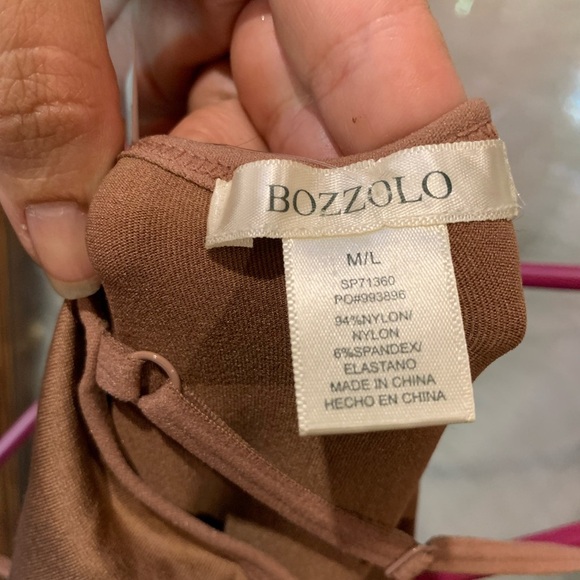 BOZZOLO
M/L
SP71360
PO#993896
94%NYLON/
NYLON
6%SPANDEX/
ELASTANO
MADE IN CHINA
HECHO EN CHINA